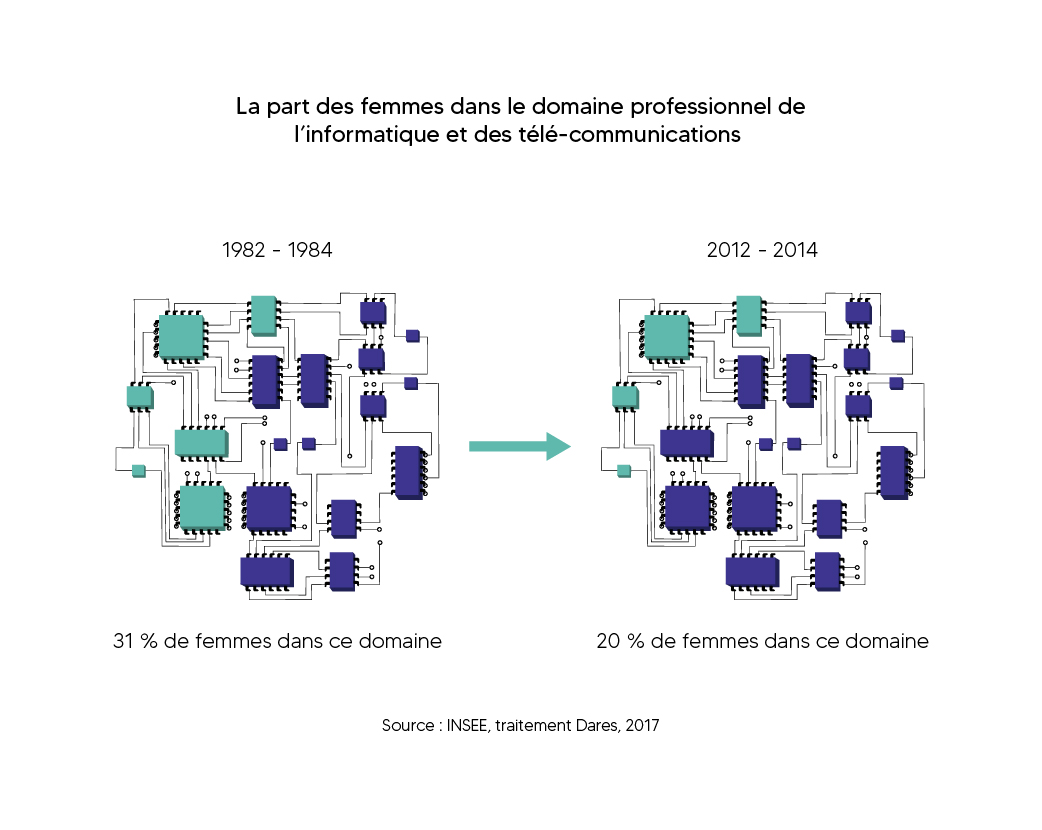 La part des femmes dans le domaine professionnel de
l'informatique et des télé-communications
1982 - 1984
2012 - 2014
31 % de femmes dans ce domaine
20 % de femmes dans ce domaine
Source : INSEE, traitement Dares, 2017